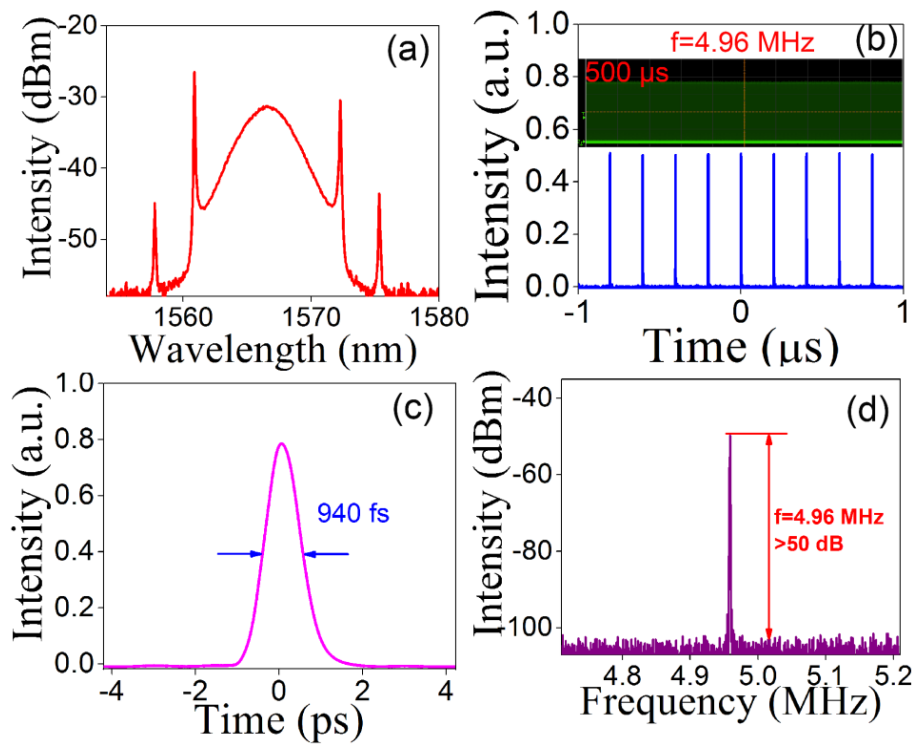 (a)
Intensity (dBm)
-20
-30
-40
-50
1560
1570
1580
Wavelength (nm)
(b)
f=4.96 MHz
500 µs
Intensity (a.u.)
1.0
0.8
0.6
0.4
0.2
0.0
-1
0
1
Time (µs)
(c)
Intensity (a.u.)
1.0
0.8
0.6
0.4
0.2
0.0
940 fs
-4
-2
0
2
4
Time (ps)
(d)
Intensity (dBm)
-40
-60
-80
-100
f=4.96 MHz
>50 dB
4.8
4.9
5.0
5.1
5.2
Frequency (MHz)